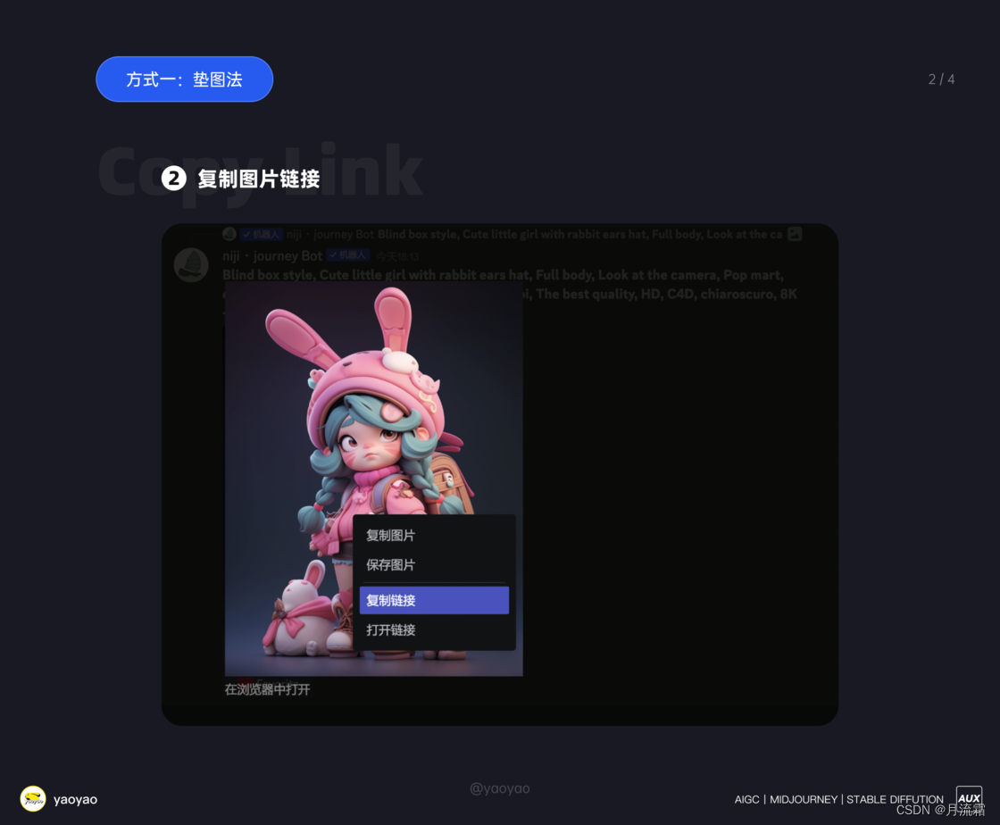 方式一：垫图法
2 / 4
Copy Link
2 复制图片链接
✓机器人 niji · journey Bot Blind box style, Cute little girl with rabbit ears hat, Full body, Look at the ca
niji · journey Bot ✓机器人 今天18:13
Blind box style, Cute little girl with rabbit ears hat, Full body, Look at the camera, Pop mart,
, The best quality, HD, C4D, chiaroscuro, 8K
复制图片
保存图片
复制链接
打开链接
在浏览器中打开
@yaoyao
yaoyao
AIGC | MIDJOURNEY | STABLE DIFFUTION
AUX
CSDN @月流霜